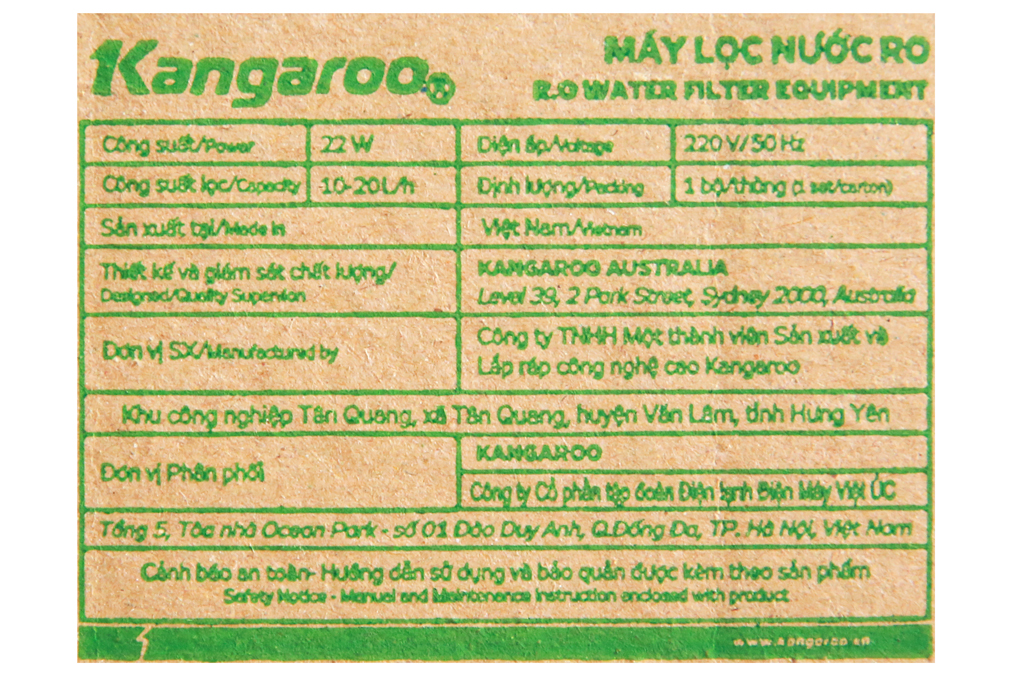 Kangaroo®
MÁY LỌC NƯỚC RO
R.O WATER FILTER EQUIPMENT
Công suất/Power
22 W
Điện áp/Voltage
220 V/ 50 Hz
Công suất lọc/Capacity
10-20L/h
Định lượng/Packing
1 bộ/thùng (1 set/carton)
Sản xuất tại/Made in
Việt Nam/Vietnam
Thiết kế và giám sát chất lượng/
Designed/Quality Supervion
KANGAROO AUSTRALIA
Level 39, 2 Park Street, Sydney 2000, Australia
Đơn vị SX/Manufactured by
Công ty TNHH Một thành viên Sản xuất và
Lắp ráp công nghệ cao Kangaroo
Khu công nghiệp Tân Quang, xã Tân Quang, huyện Văn Lâm, tỉnh Hưng Yên
Đơn vị Phân phối
KANGAROO
Công ty Cổ phần tập đoàn Điện lạnh Điện Máy Việt ÚC
Tầng 5, Tòa nhà Ocean Park - số 01 Đào Duy Anh, Q.Đống Đa, TP. Hà Nội, Việt Nam
Cảnh báo an toàn- Hướng dẫn sử dụng và bảo quản được kèm theo sản phẩm
Safety Notice - Manual and Maintenance Instruction enclosed with product
www.kangaroo.vn